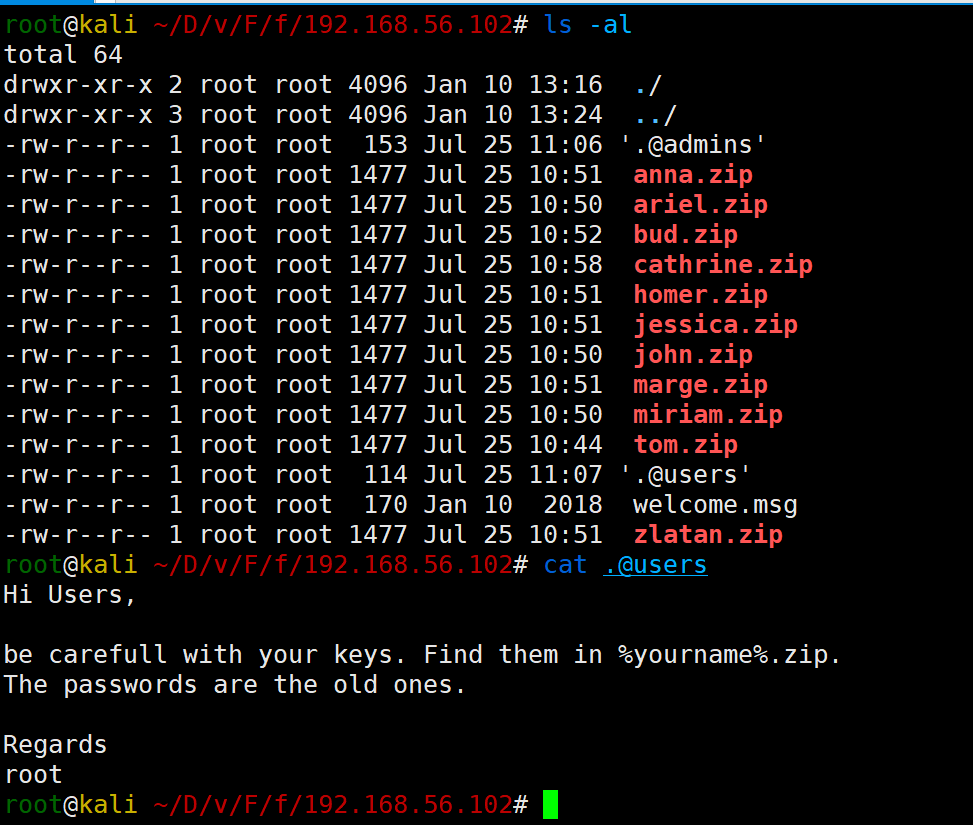 root@kali ~/D/v/F/f/192.168.56.102# ls -al
total 64
drwxr-xr-x 2 root root 4096 Jan 10 13:16  ./
drwxr-xr-x 3 root root 4096 Jan 10 13:24  ../
-rw-r--r-- 1 root root  153 Jul 25 11:06 '.@admins'
-rw-r--r-- 1 root root 1477 Jul 25 10:51  anna.zip
-rw-r--r-- 1 root root 1477 Jul 25 10:50  ariel.zip
-rw-r--r-- 1 root root 1477 Jul 25 10:52  bud.zip
-rw-r--r-- 1 root root 1477 Jul 25 10:58  cathrine.zip
-rw-r--r-- 1 root root 1477 Jul 25 10:51  homer.zip
-rw-r--r-- 1 root root 1477 Jul 25 10:51  jessica.zip
-rw-r--r-- 1 root root 1477 Jul 25 10:50  john.zip
-rw-r--r-- 1 root root 1477 Jul 25 10:51  marge.zip
-rw-r--r-- 1 root root 1477 Jul 25 10:50  miriam.zip
-rw-r--r-- 1 root root 1477 Jul 25 10:44  tom.zip
-rw-r--r-- 1 root root  114 Jul 25 11:07 '.@users'
-rw-r--r-- 1 root root  170 Jan 10  2018  welcome.msg
-rw-r--r-- 1 root root 1477 Jul 25 10:51  zlatan.zip
root@kali ~/D/v/F/f/192.168.56.102# cat .@users
Hi Users,

be carefull with your keys. Find them in %yourname%.zip.
The passwords are the old ones.

Regards
root
root@kali ~/D/v/F/f/192.168.56.102#